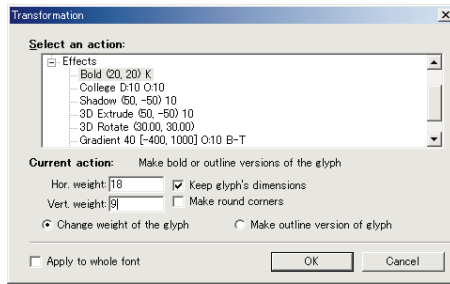 Transformation
Select an action:
Effects
Bold (20, 20) K
College D:10 O:10
Shadow (50, -50) 10
3D Extrude (50, -50) 10
3D Rotate (30.00, 30.00)
Gradient 40 [-400, 1000] O:10 B-T
Current action: Make bold or outline versions of the glyph
Hor. weight: 18 Keep glyph's dimensions
Vert. weight: 9 Make round corners
Change weight of the glyph Make outline version of glyph
Apply to whole font OK Cancel